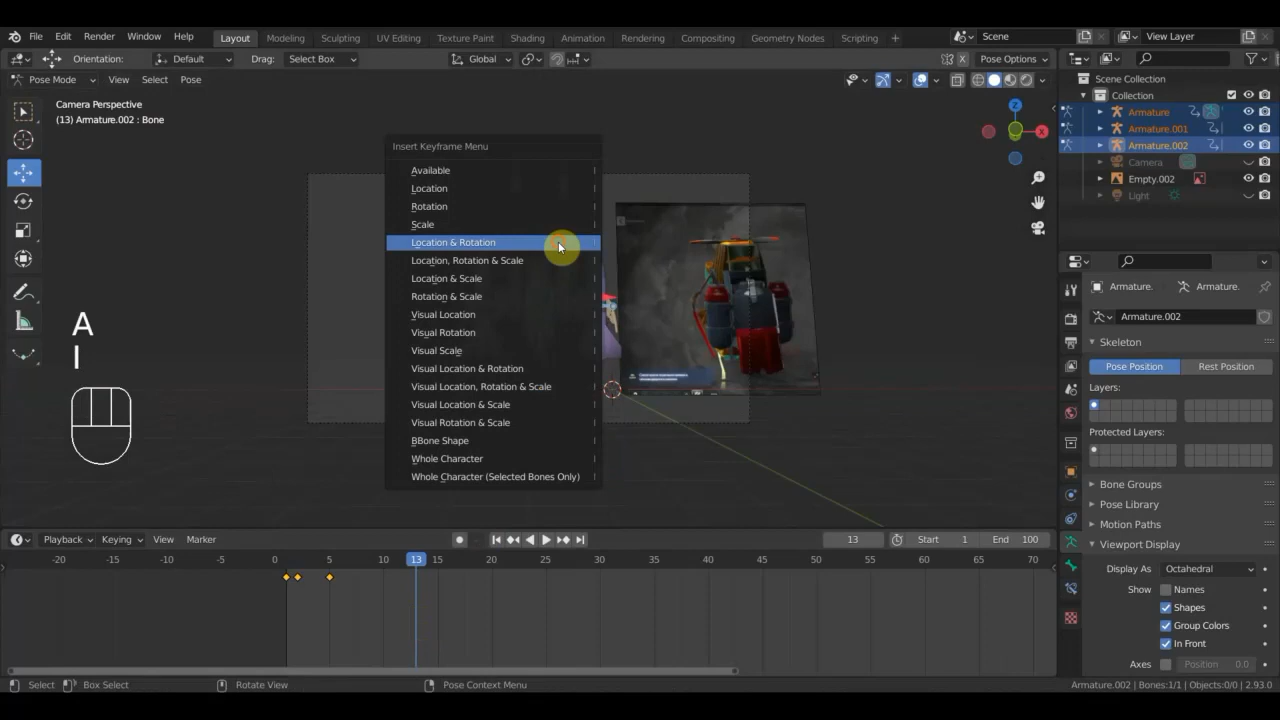 File Edit Render Window Help Layout Modeling Sculpting UV Editing Texture Paint Shading Animation Rendering Compositing Geometry Nodes Scripting + Scene View Layer
Orientation: Default Drag: Select Box Global X Pose Options
Pose Mode View Select Pose
Camera Perspective
(13) Armature.002 : Bone
Z
X
Insert Keyframe Menu
Available I
Location I
Rotation I
Scale I
Location & Rotation I
Location, Rotation & Scale I
Location & Scale I
Rotation & Scale I
Visual Location I
Visual Rotation I
Visual Scale I
Visual Location & Rotation I
Visual Location, Rotation & Scale I
Visual Location & Scale I
Visual Rotation & Scale I
BBone Shape I
Whole Character I
Whole Character (Selected Bones Only) I
A
I
Scene Collection
Collection
Armature
Armature.001
Armature.002
Camera
Empty.002
Light
Armature. Armature.
Armature.002
Skeleton
Pose Position Rest Position
Layers:
Protected Layers:
Bone Groups
Pose Library
Motion Paths
Viewport Display
Display As Octahedral
Show Names
Shapes
Group Colors
In Front
Axes Position 0.0
Playback Keying View Marker 13 Start 1 End 100
-20 -15 -10 -5 0 5 10 13 15 20 25 30 35 40 45 50 55 60 65 70
Select Box Select Rotate View Pose Context Menu Armature.002 | Bones:1/1 | Objects:0/0 | 2.93.0